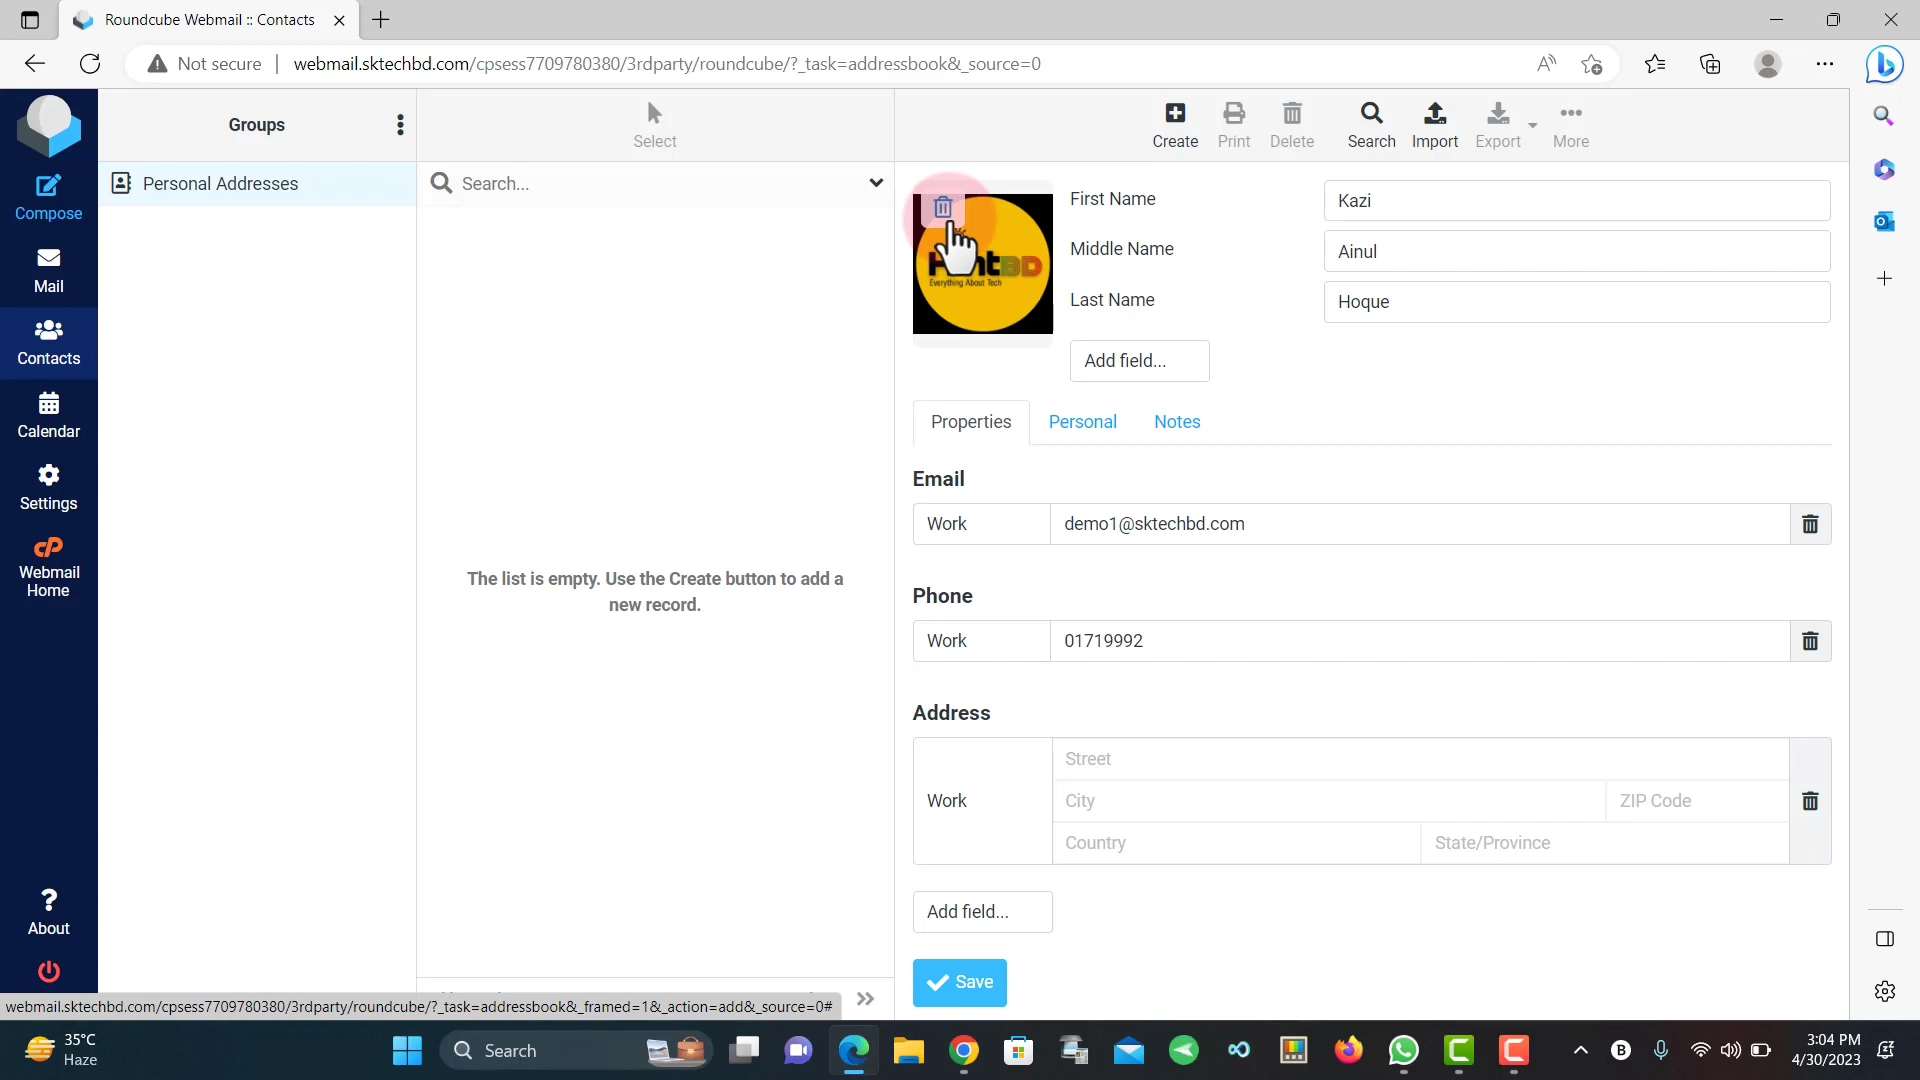 Roundcube Webmail :: Contacts
Not secure
webmail.sktechbd.com/cpsess7709780380/3rdparty/roundcube/?_task=addressbook&_source=0
Groups
Select
Create
Print
Delete
Search
Import
Export
More
Compose
Mail
Contacts
Calendar
Settings
Webmail
Home
About
Personal Addresses
Search...
The list is empty. Use the Create button to add a
new record.
Everything About Tech
First Name
Kazi
Middle Name
Ainul
Last Name
Hoque
Add field...
Properties
Personal
Notes
Email
Work
demo1@sktechbd.com
Phone
Work
01719992
Address
Work
Street
City
ZIP Code
Country
State/Province
Add field...
Save
webmail.sktechbd.com/cpsess7709780380/3rdparty/roundcube/?_task=addressbook&_framed=1&_action=add&_source=0#
35°C
Haze
Search
3:04 PM
4/30/2023